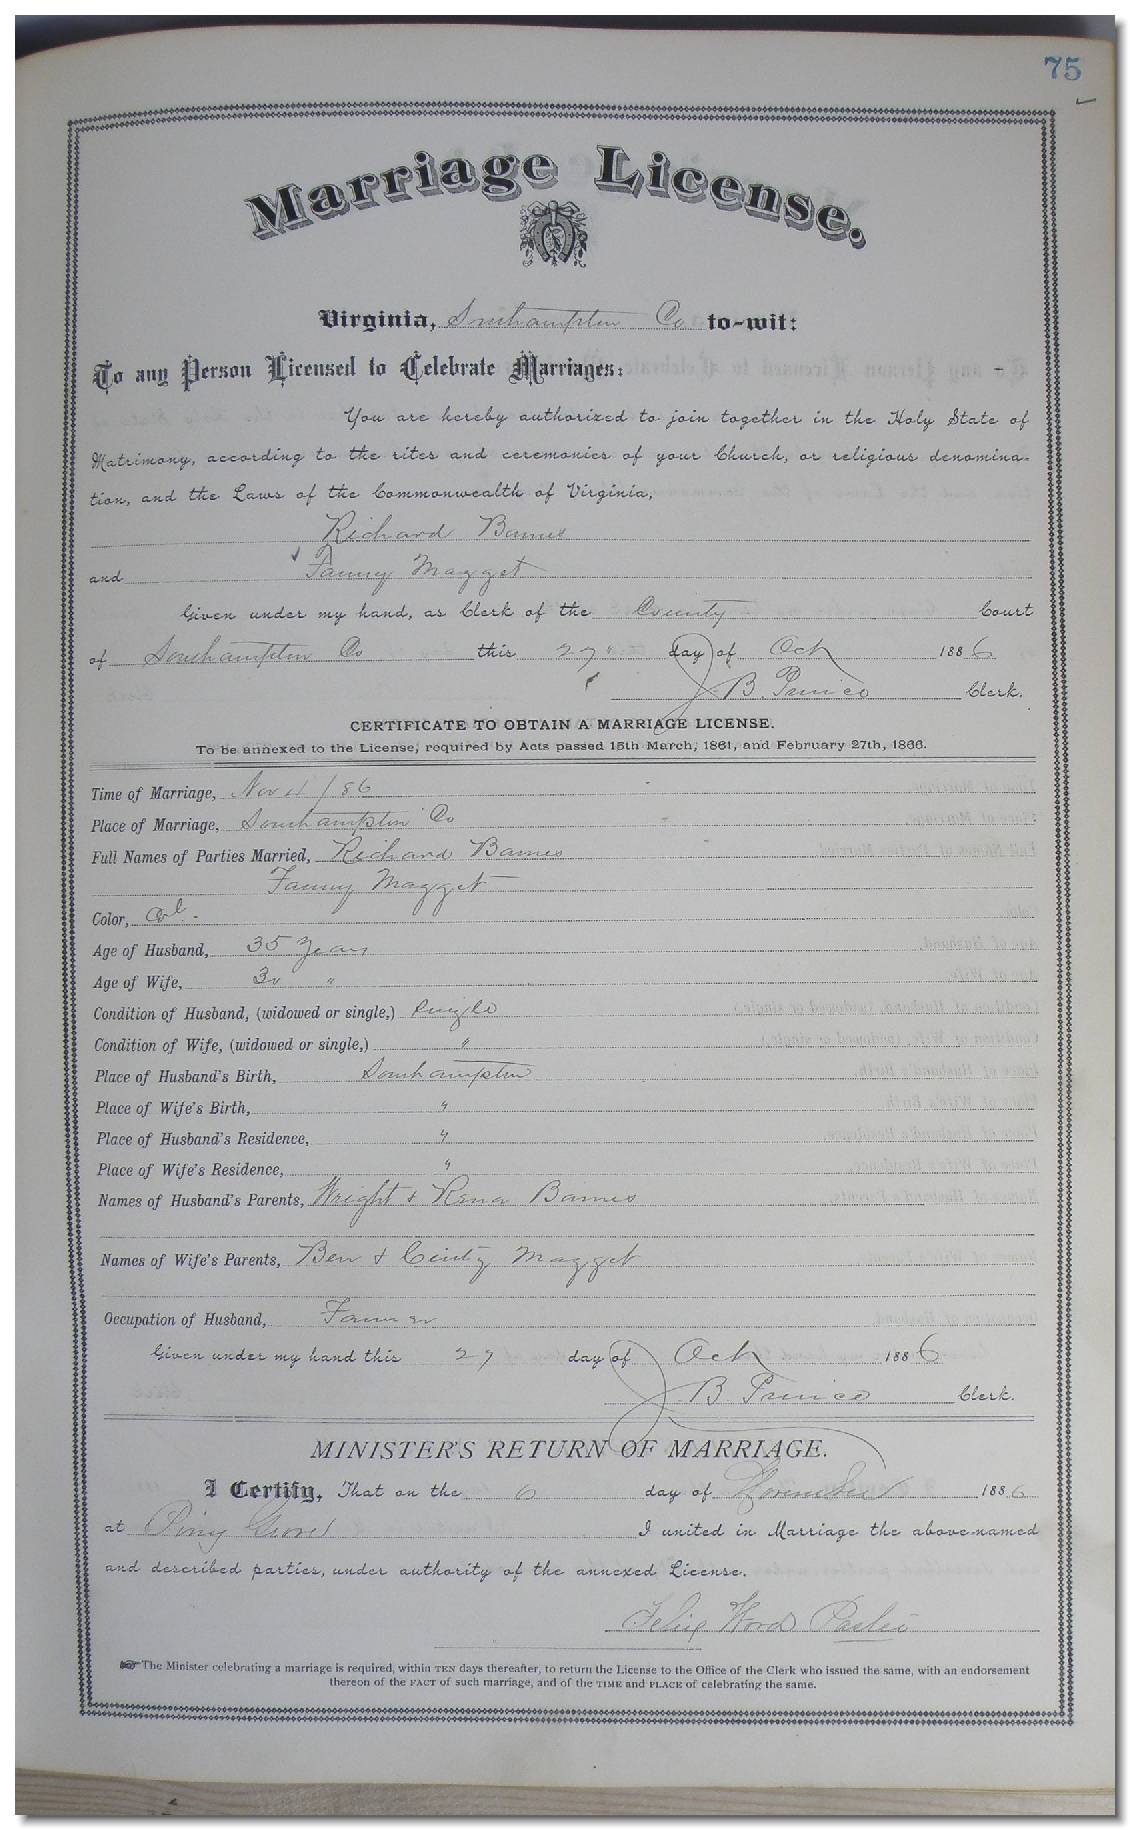 75
Marriage License.
Virginia, Southampton Co to-wit:
To any Person Licensed to Celebrate Marriages:
You are hereby authorized to join together in the Holy State of
Matrimony, according to the rites and ceremonies of your Church, or religious denomina-
tion, and the Laws of the Commonwealth of Virginia,
Richard Barnes
and Fanny Magget
Given under my hand, as Clerk of the County Court
of Southampton Co this 27" day of Oct 1886
J B. Prince Clerk.
CERTIFICATE TO OBTAIN A MARRIAGE LICENSE.
To be annexed to the License, required by Acts passed 15th March, 1861, and February 27th, 1866.
Time of Marriage, Nov /86
Place of Marriage, Southampton Co
Full Names of Parties Married, Richard Barnes
Fanny Magget
Color, Col.
Age of Husband, 35 Years
Age of Wife, 30 "
Condition of Husband, (widowed or single,) Single
Condition of Wife, (widowed or single,) "
Place of Husband's Birth, Southampton
Place of Wife's Birth, "
Place of Husband's Residence, "
Place of Wife's Residence, "
Names of Husband's Parents, Wright & Rena Barnes
Names of Wife's Parents, Ben & Magget
Occupation of Husband, Farmer
Given under my hand this 27 day of Oct 1886
J B Prince Clerk.
MINISTER'S RETURN OF MARRIAGE.
I Certify, That on the 6 day of November 1886
at Piny Grove I united in Marriage the above-named
and described parties, under authority of the annexed License.
Felix
☞ The Minister celebrating a marriage is required, within TEN days thereafter, to return the License to the Office of the Clerk who issued the same, with an endorsement
thereon of the FACT of such marriage, and of the TIME and PLACE of celebrating the same.